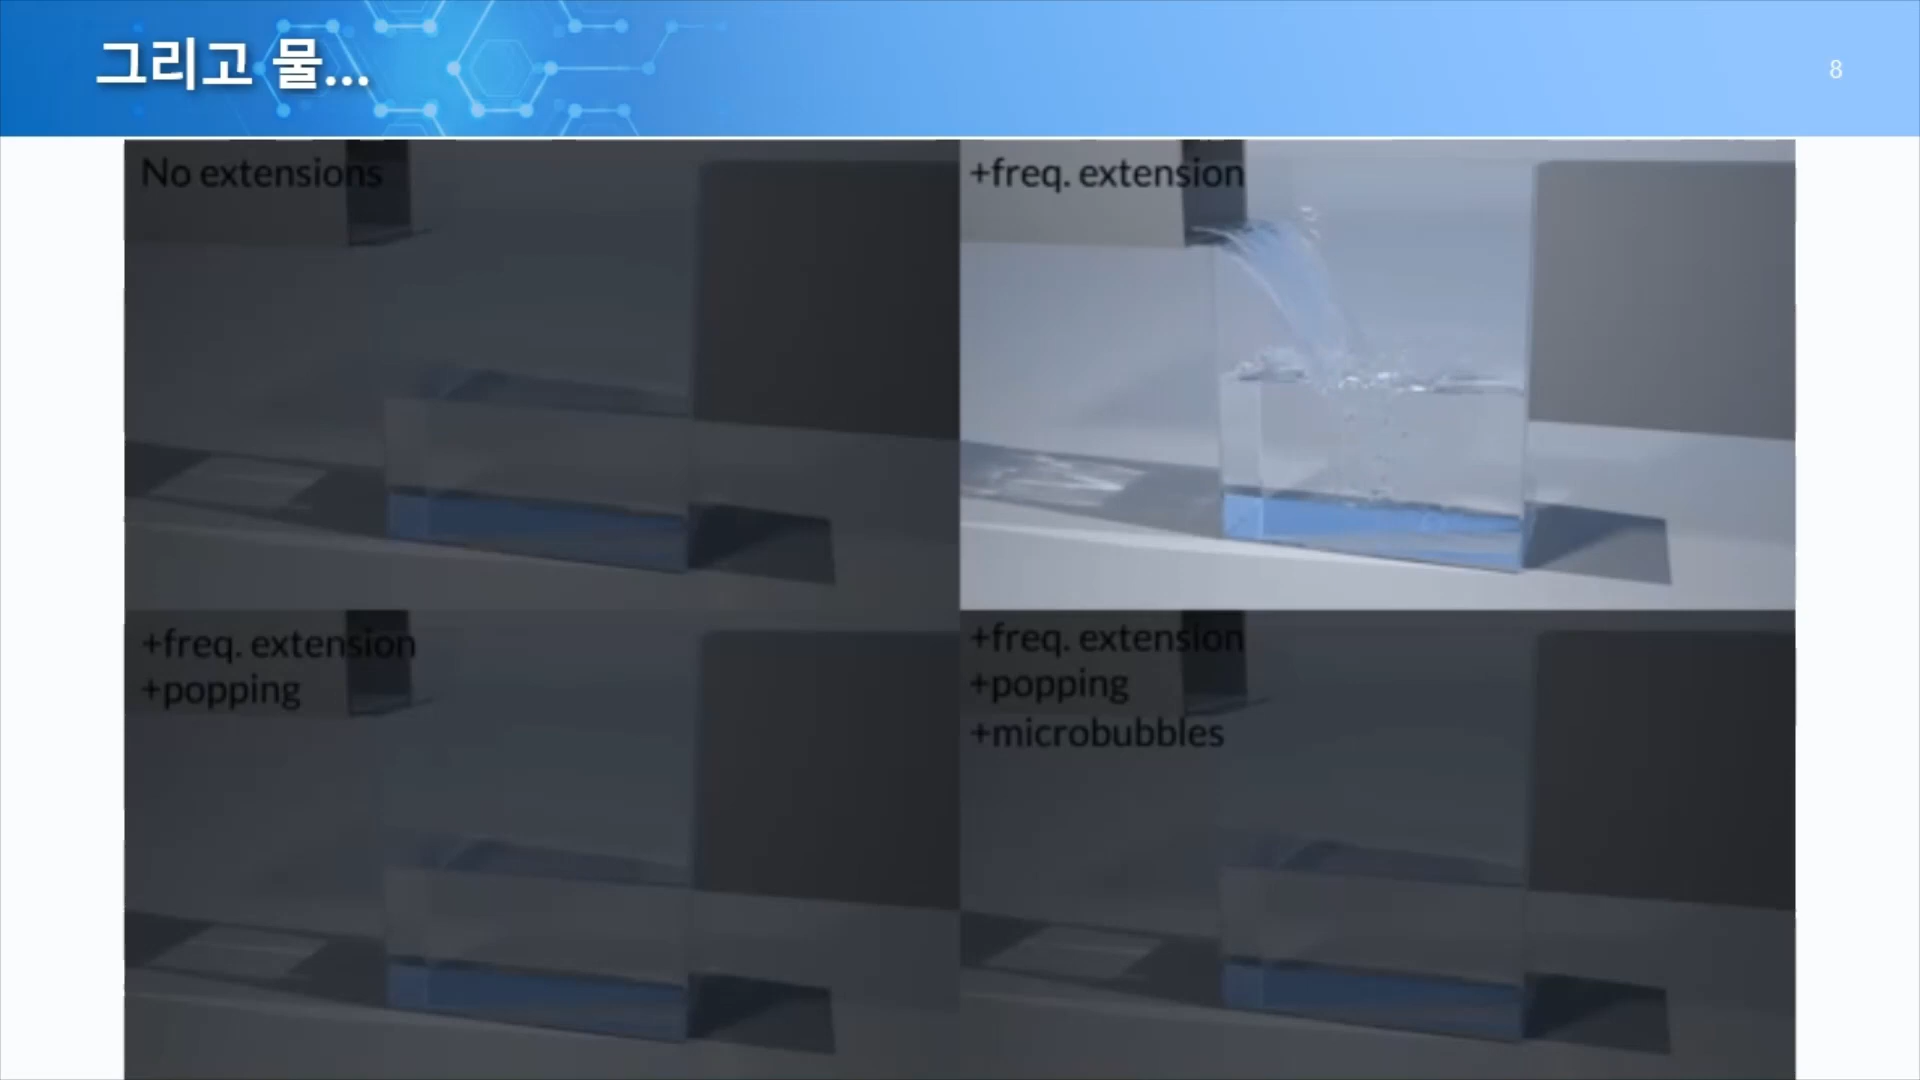 그리고 물...
8
No extensions
+freq. extension
+freq. extension
+popping
+freq. extension
+popping
+microbubbles